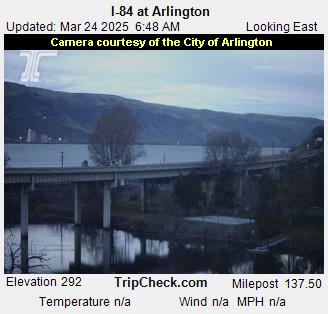 I-84 at Arlington
Updated: Mar 24 2025 6:48 AM Looking East
Camera courtesy of the City of Arlington
Elevation 292 TripCheck.com Milepost 137.50
Temperature n/a Wind n/a MPH n/a